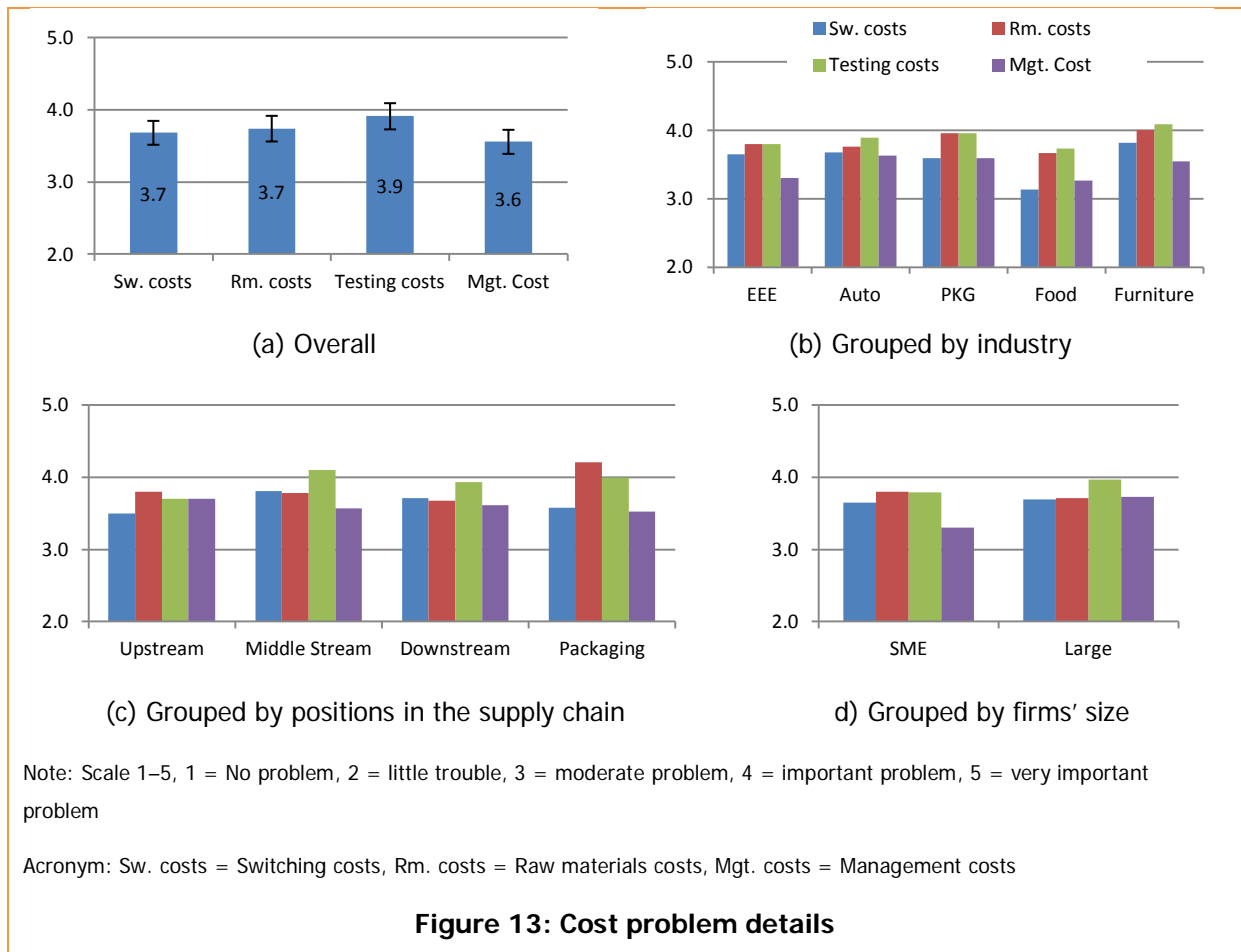 5.0
4.0
3.0
2.0
3.7
3.7
3.9
3.6
Sw. costs
Rm. costs
Testing costs
Mgt. Cost
(a) Overall
Sw. costs
Rm. costs
Testing costs
Mgt. Cost
5.0
4.0
3.0
2.0
EEE
Auto
PKG
Food
Furniture
(b) Grouped by industry
5.0
4.0
3.0
2.0
Upstream
Middle Stream
Downstream
Packaging
(c) Grouped by positions in the supply chain
5.0
4.0
3.0
2.0
SME
Large
d) Grouped by firms’ size
Note: Scale 1–5, 1 = No problem, 2 = little trouble, 3 = moderate problem, 4 = important problem, 5 = very important
problem
Acronym: Sw. costs = Switching costs, Rm. costs = Raw materials costs, Mgt. costs = Management costs
Figure 13: Cost problem details